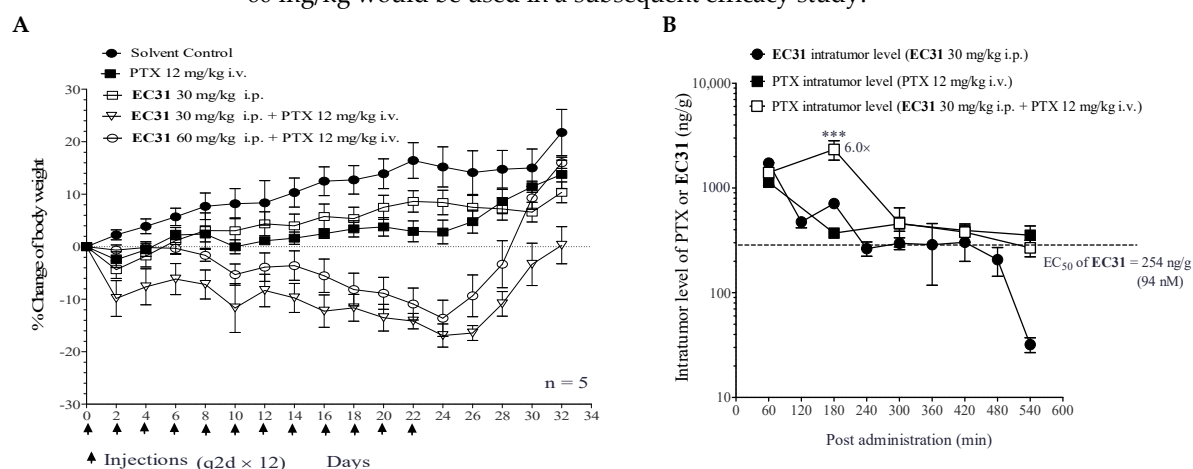 60 mg/kg would be used in a subsequent efficacy study.
A
B
Solvent Control
PTX 12 mg/kg i.v.
EC31 30 mg/kg i.p.
EC31 30 mg/kg i.p. + PTX 12 mg/kg i.v.
EC31 60 mg/kg i.p. + PTX 12 mg/kg i.v.
%Change of body weight
30
20
10
0
-10
-20
-30
n = 5
0 2 4 6 8 10 12 14 16 18 20 22 24 26 28 30 32 34
Injections (q2d × 12) Days
EC31 intratumor level (EC31 30 mg/kg i.p.)
PTX intratumor level (PTX 12 mg/kg i.v.)
PTX intratumor level (EC31 30 mg/kg i.p. + PTX 12 mg/kg i.v.)
Intratumor level of PTX or EC31 (ng/g)
10,000
1000
100
10
***
6.0×
EC50 of EC31 = 254 ng/g
(94 nM)
0 60 120 180 240 300 360 420 480 540 600
Post administration (min)